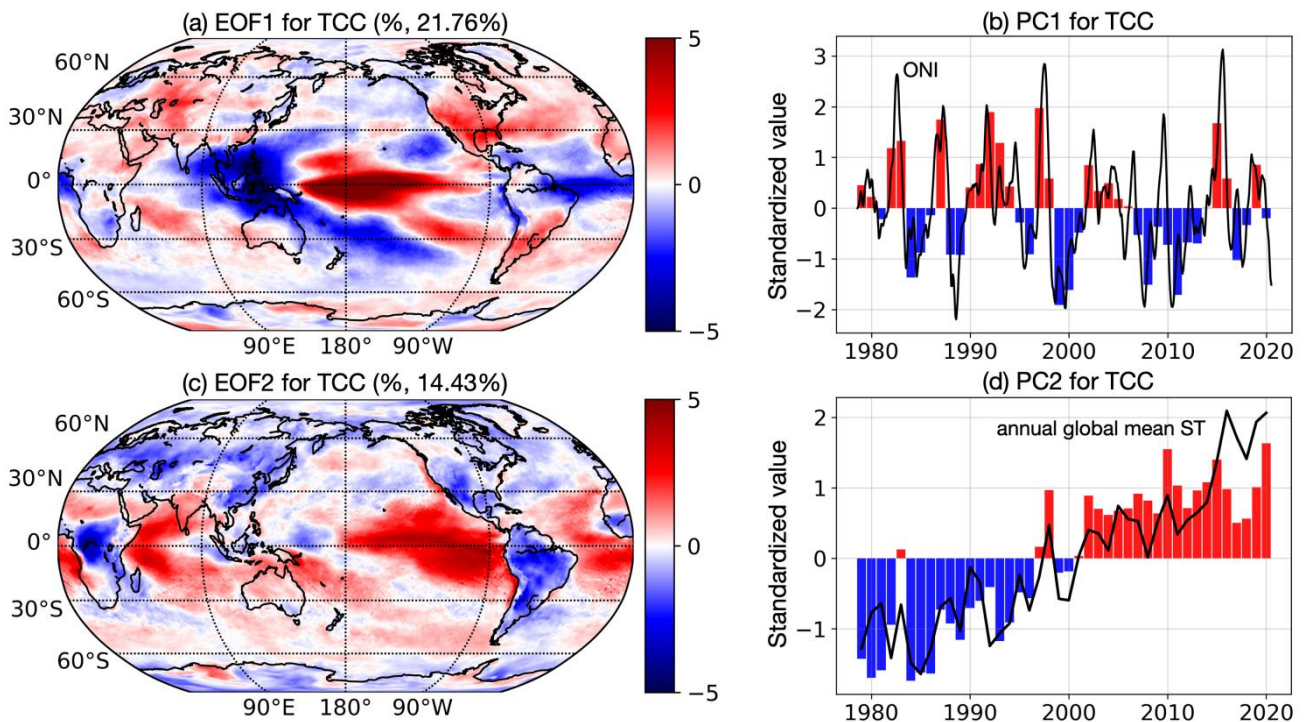 (a) EOF1 for TCC (%, 21.76%)
60°N
30°N
0°
30°S
60°S
90°E 180° 90°W
5
0
−5
(b) PC1 for TCC
Standardized value
3
2
1
0
−1
−2
ONI
1980 1990 2000 2010 2020
(c) EOF2 for TCC (%, 14.43%)
60°N
30°N
0°
30°S
60°S
90°E 180° 90°W
5
0
−5
(d) PC2 for TCC
Standardized value
2
1
0
−1
annual global mean ST
1980 1990 2000 2010 2020